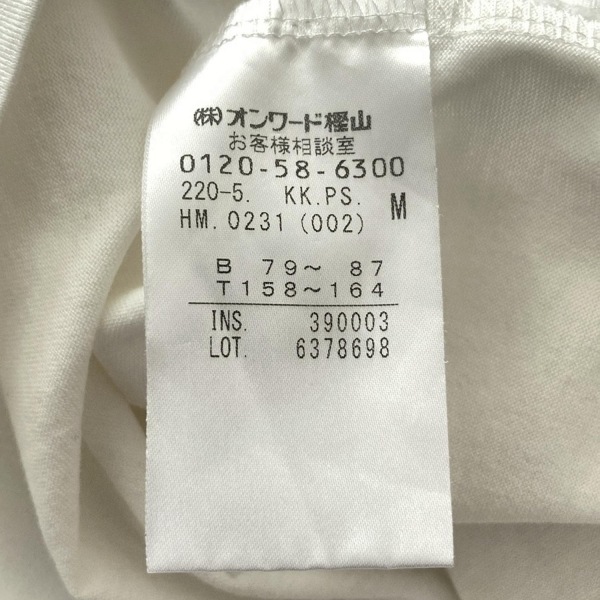 (株)オンワード樫山
お客様相談室
0120-58-6300
220-5. KK.PS. M
HM.0231(002)
B 79〜 87
T158〜164
INS. 390003
LOT. 6378698